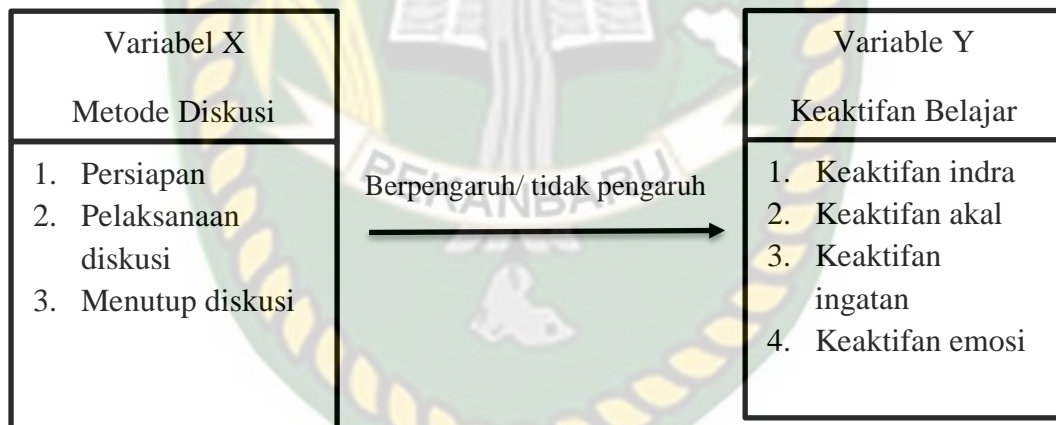 Variabel X
Metode Diskusi
1. Persiapan
2. Pelaksanaan
diskusi
3. Menutup diskusi
PEKANBARU
Berpengaruh/ tidak pengaruh
Variable Y
Keaktifan Belajar
1. Keaktifan indra
2. Keaktifan akal
3. Keaktifan
ingatan
4. Keaktifan emosi